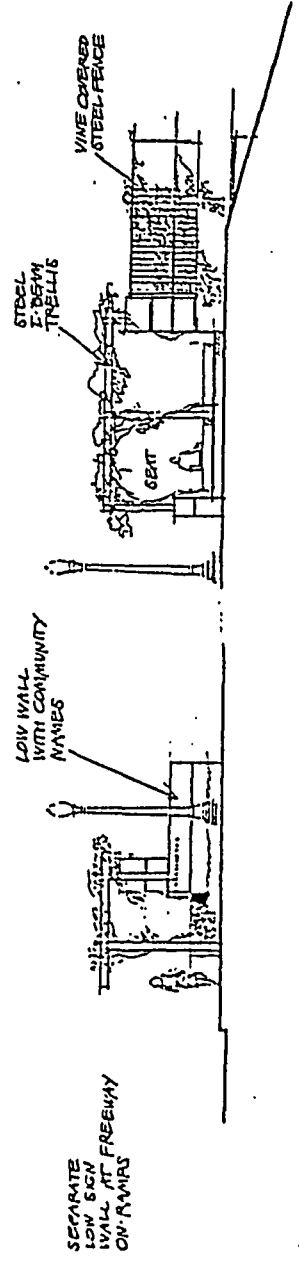 SEPARATE
LOW SIGN
WALL AT FREEWAY
ON-RAMPS
LOW WALL
WITH COMMUNITY
NAMES
SEAT
STEEL
I-BEAM
TRELLIS
VINE COVERED
STEEL FENCE